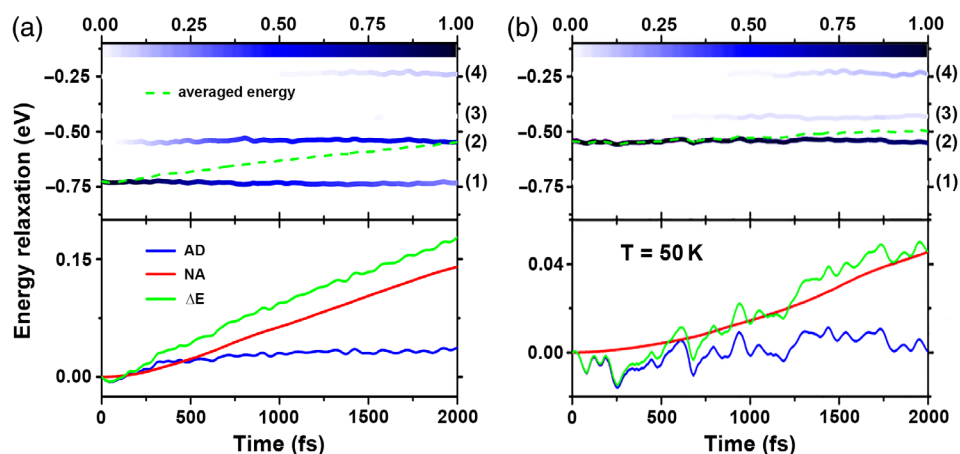 (a) 0.00 0.25 0.50 0.75 1.00
(b) 0.00 0.25 0.50 0.75 1.00
Energy relaxation (eV)
−0.25
−0.50
−0.75
averaged energy
(4)
(3)
(2)
(1)
−0.25
−0.50
−0.75
(4)
(3)
(2)
(1)
0.15
0.00
AD
NA
ΔE
0.04
0.00
T = 50 K
0 500 1000 1500 2000
0 500 1000 1500 2000
Time (fs)
Time (fs)